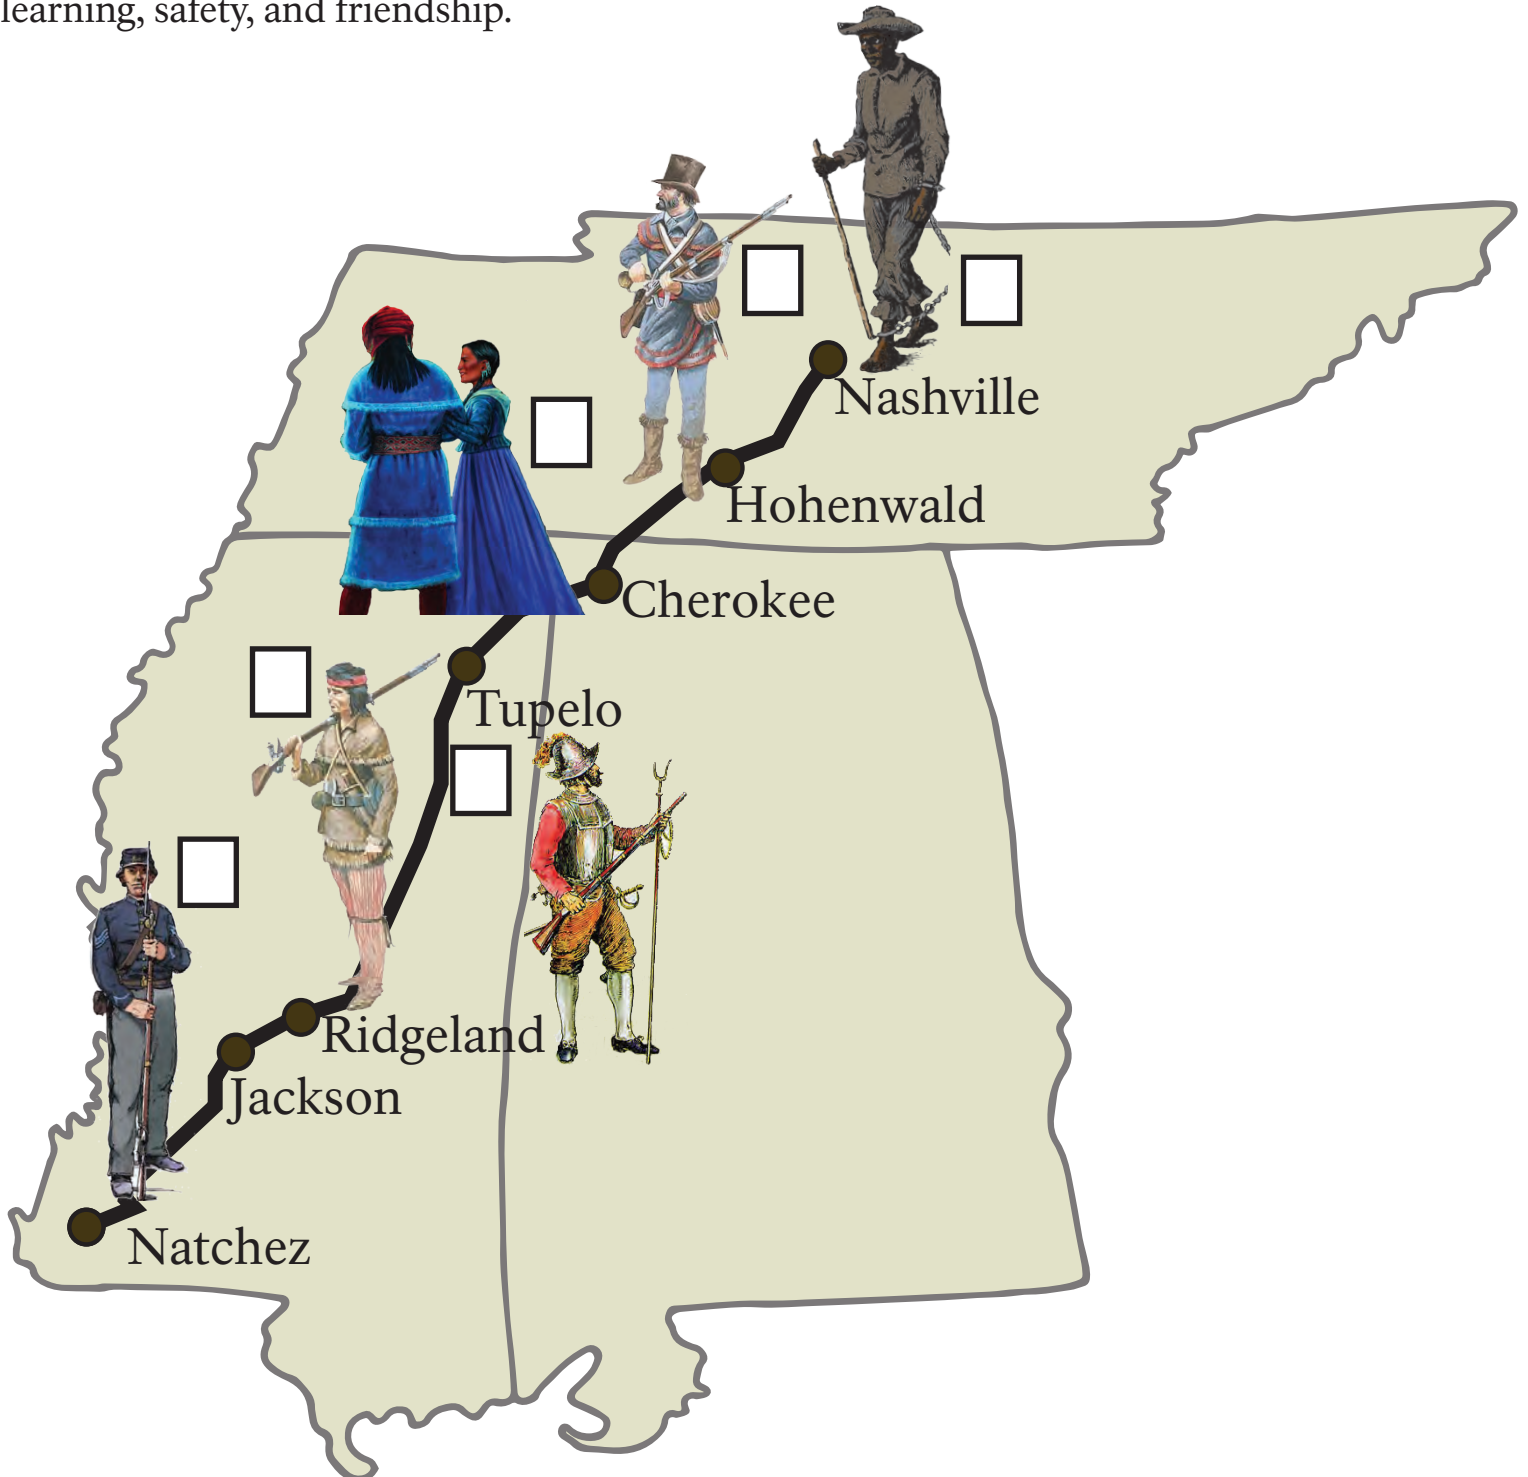 learning, safety, and friendship.
Nashville
Hohenwald
Cherokee
Tupelo
Ridgeland
Jackson
Natchez